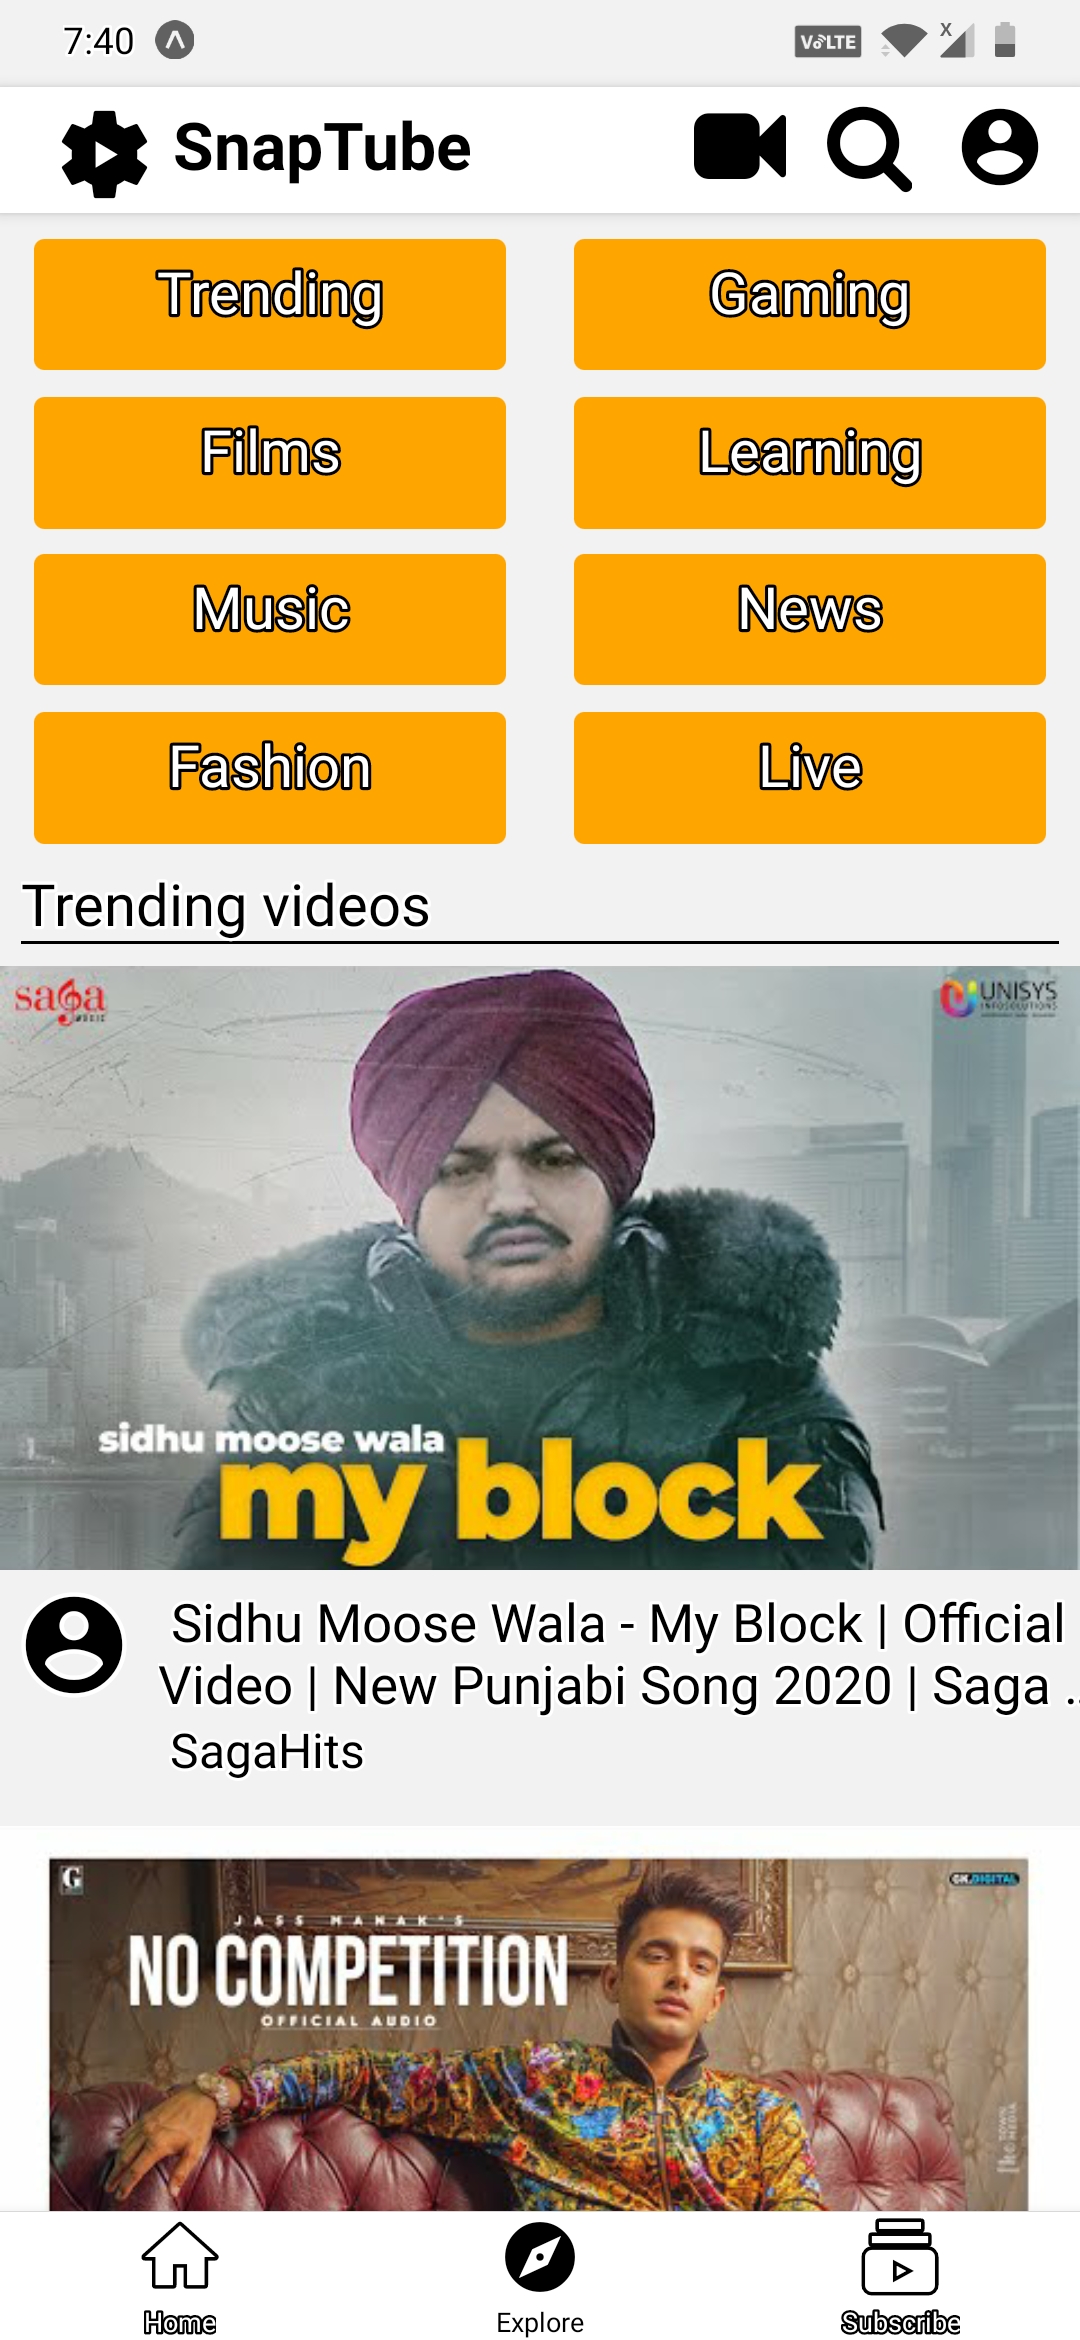 7:40
VoLTE
X
SnapTube
Trending
Gaming
Films
Learning
Music
News
Fashion
Live
Trending videos
saga
MUSIC
UNISYS
INFOSOLUTIONS
sidhu moose wala
my block
Sidhu Moose Wala - My Block | Official
Video | New Punjabi Song 2020 | Saga ..
SagaHits
G
GK.DIGITAL
JASS MANAK'S
NO COMPETITION
OFFICIAL AUDIO
Home
Explore
Subscribe